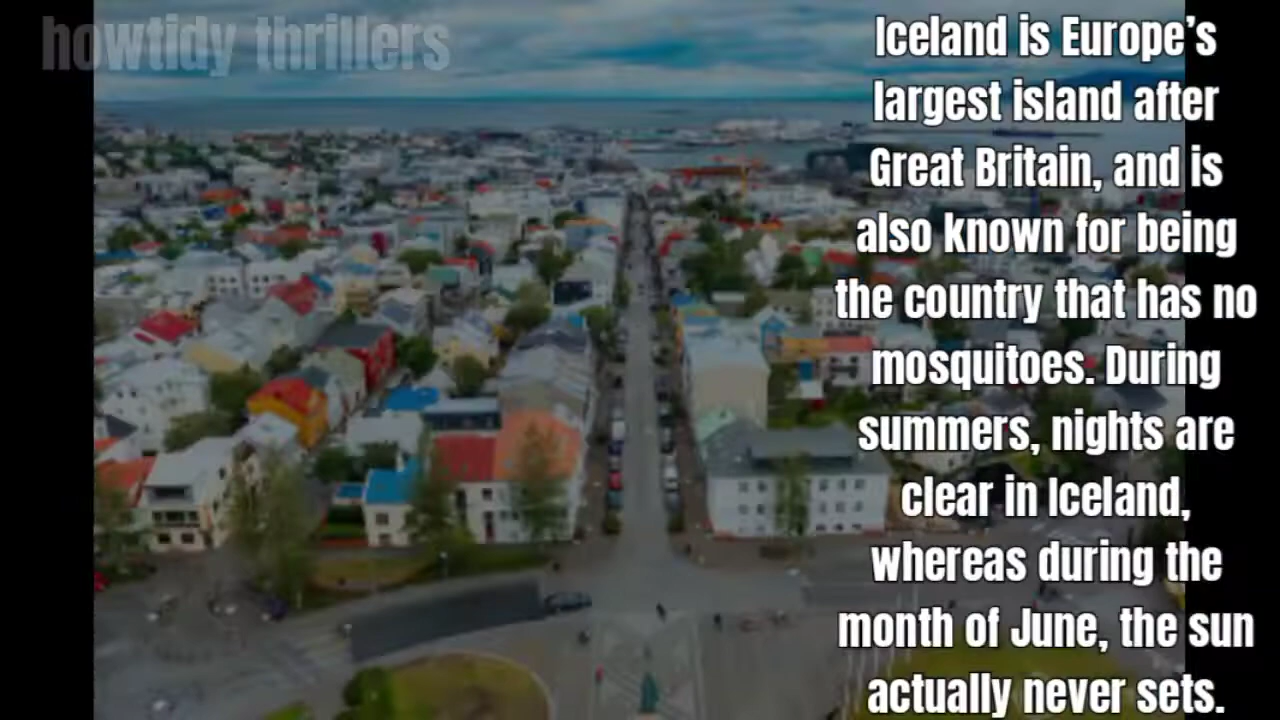 howtidy thrillers
Iceland is Europe’s
largest island after
Great Britain, and is
also known for being
the country that has no
mosquitoes. During
summers, nights are
clear in Iceland,
whereas during the
month of June, the sun
actually never sets.